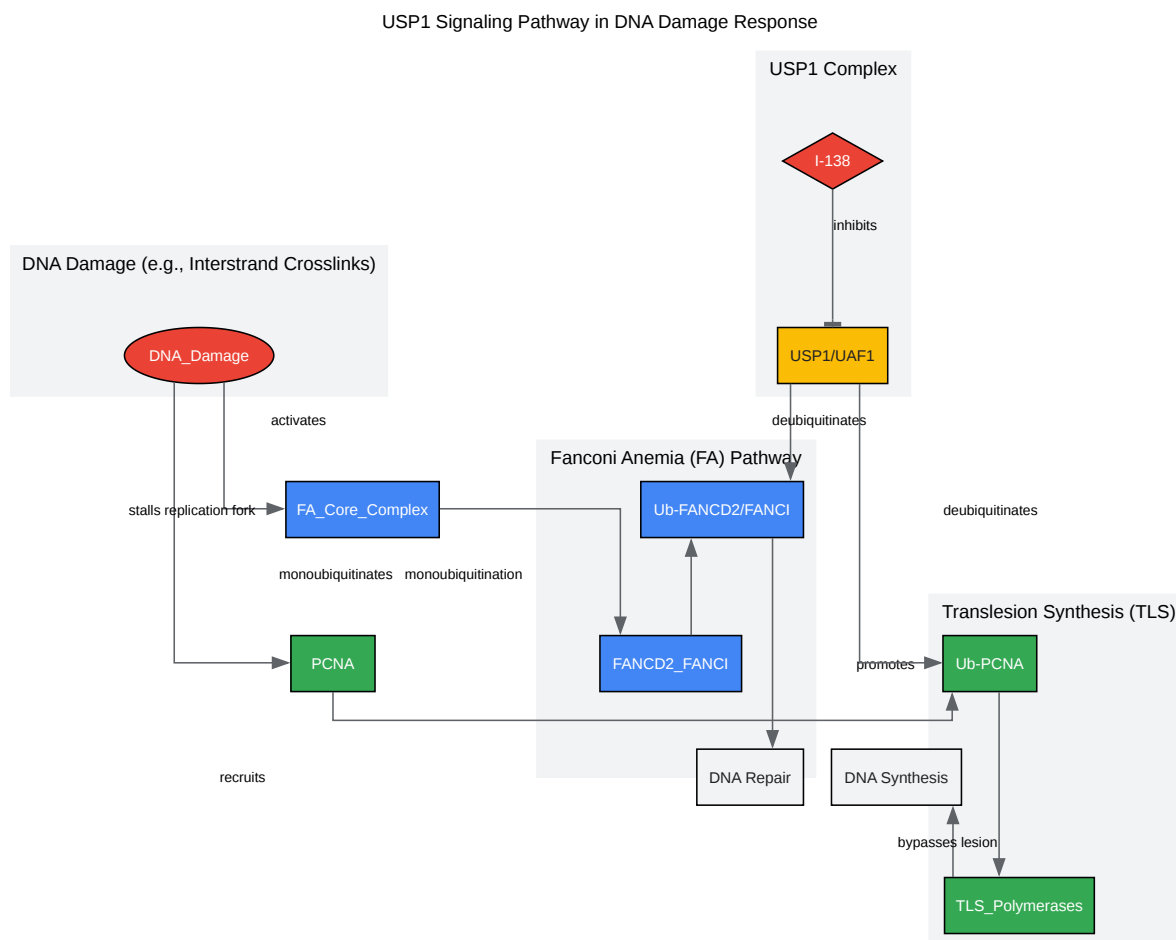 USP1 Signaling Pathway in DNA Damage Response
USP1 Complex
I-138
inhibits
DNA Damage (e.g., Interstrand Crosslinks)
DNA_Damage
USP1/UAF1
activates
deubiquitinates
Fanconi Anemia (FA) Pathway
stalls replication fork
FA_Core_Complex
Ub-FANCD2/FANCI
deubiquitinates
monoubiquitinates
monoubiquitination
Translesion Synthesis (TLS)
PCNA
FANCD2_FANCI
promotes
Ub-PCNA
recruits
DNA Repair
DNA Synthesis
bypasses lesion
TLS_Polymerases